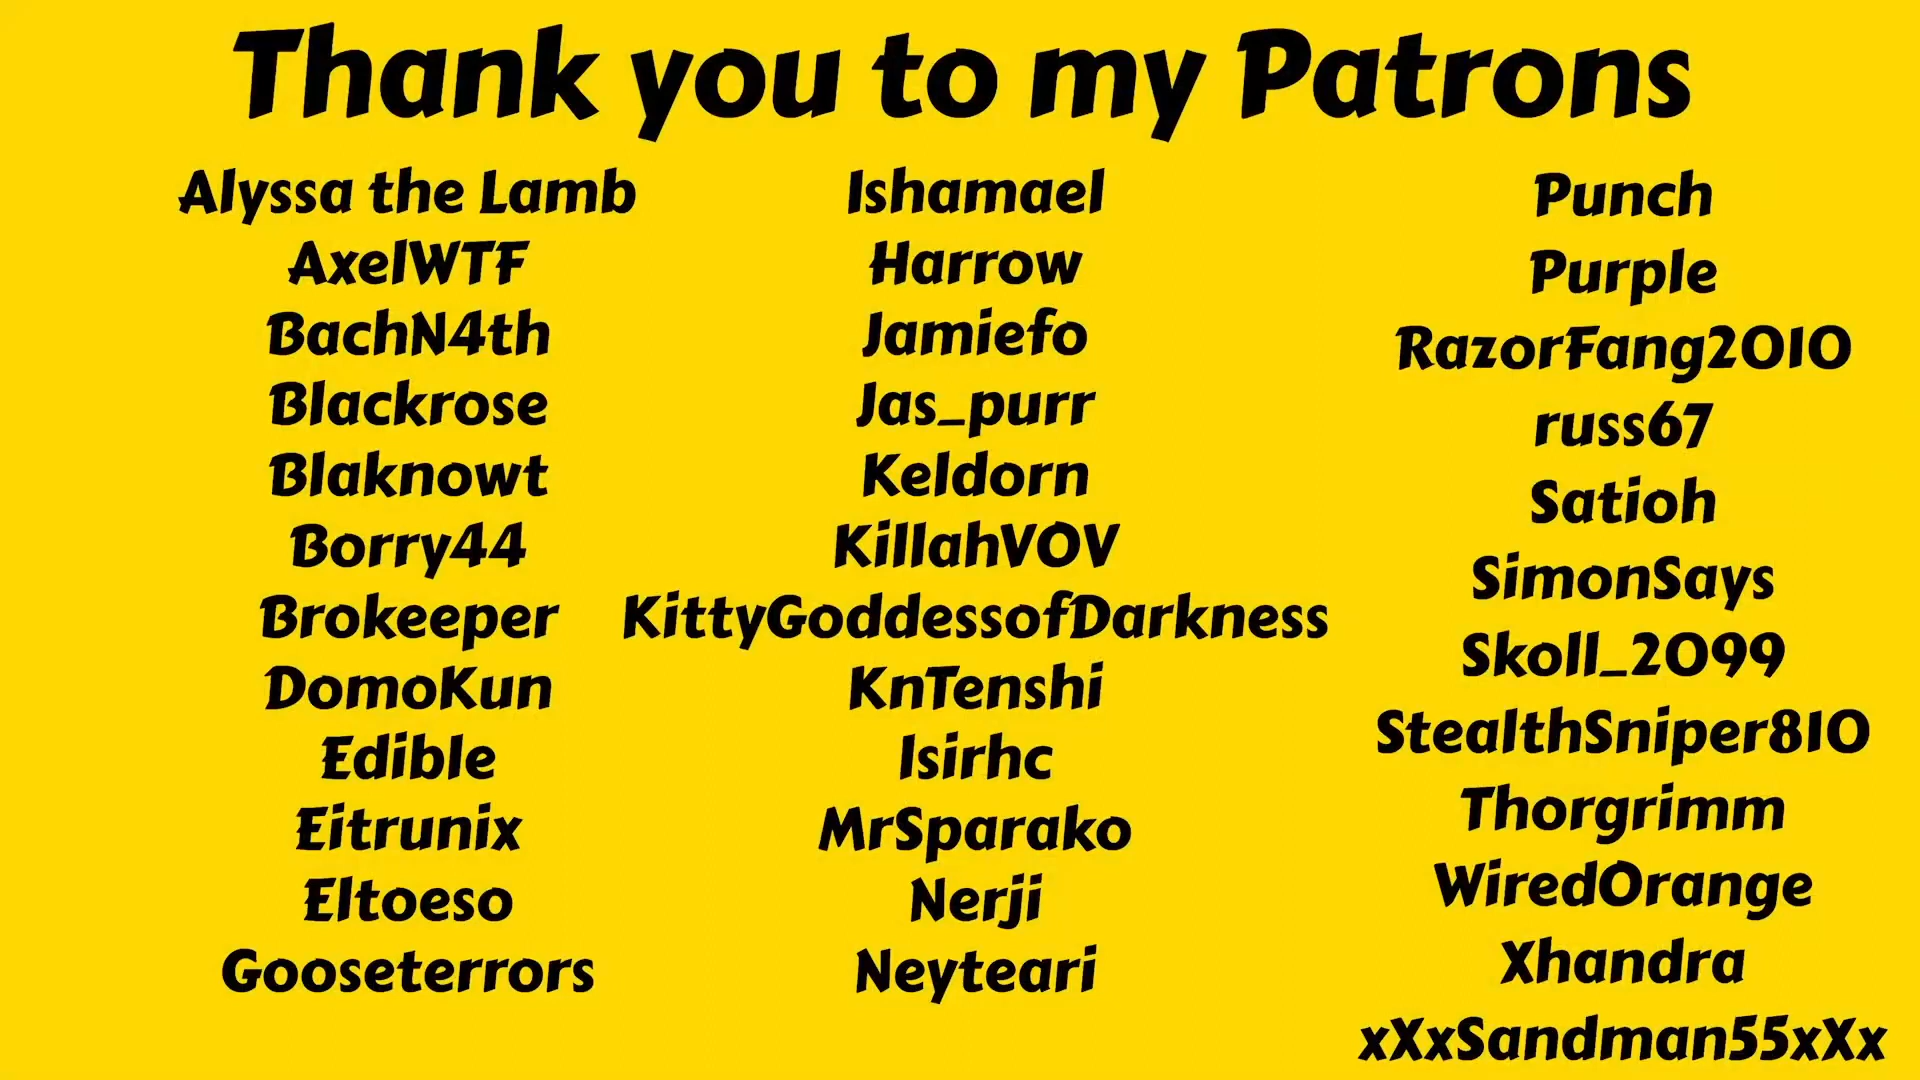 Thank you to my Patrons
Alyssa the Lamb
AxelWTF
BachN4th
Blackrose
Blaknowt
Borry44
Brokeeper
DomoKun
Edible
Eitrunix
Eltoeso
Gooseterrors
Ishamael
Harrow
Jamiefo
Jas_purr
Keldorn
KillahVOV
KittyGoddessofDarkness
KnTenshi
lsirhc
MrSparako
Nerji
Neyteari
Punch
Purple
RazorFang2010
russ67
Satioh
SimonSays
Skoll_2099
StealthSniper810
Thorgrimm
WiredOrange
Xhandra
xXxSandman55xXx